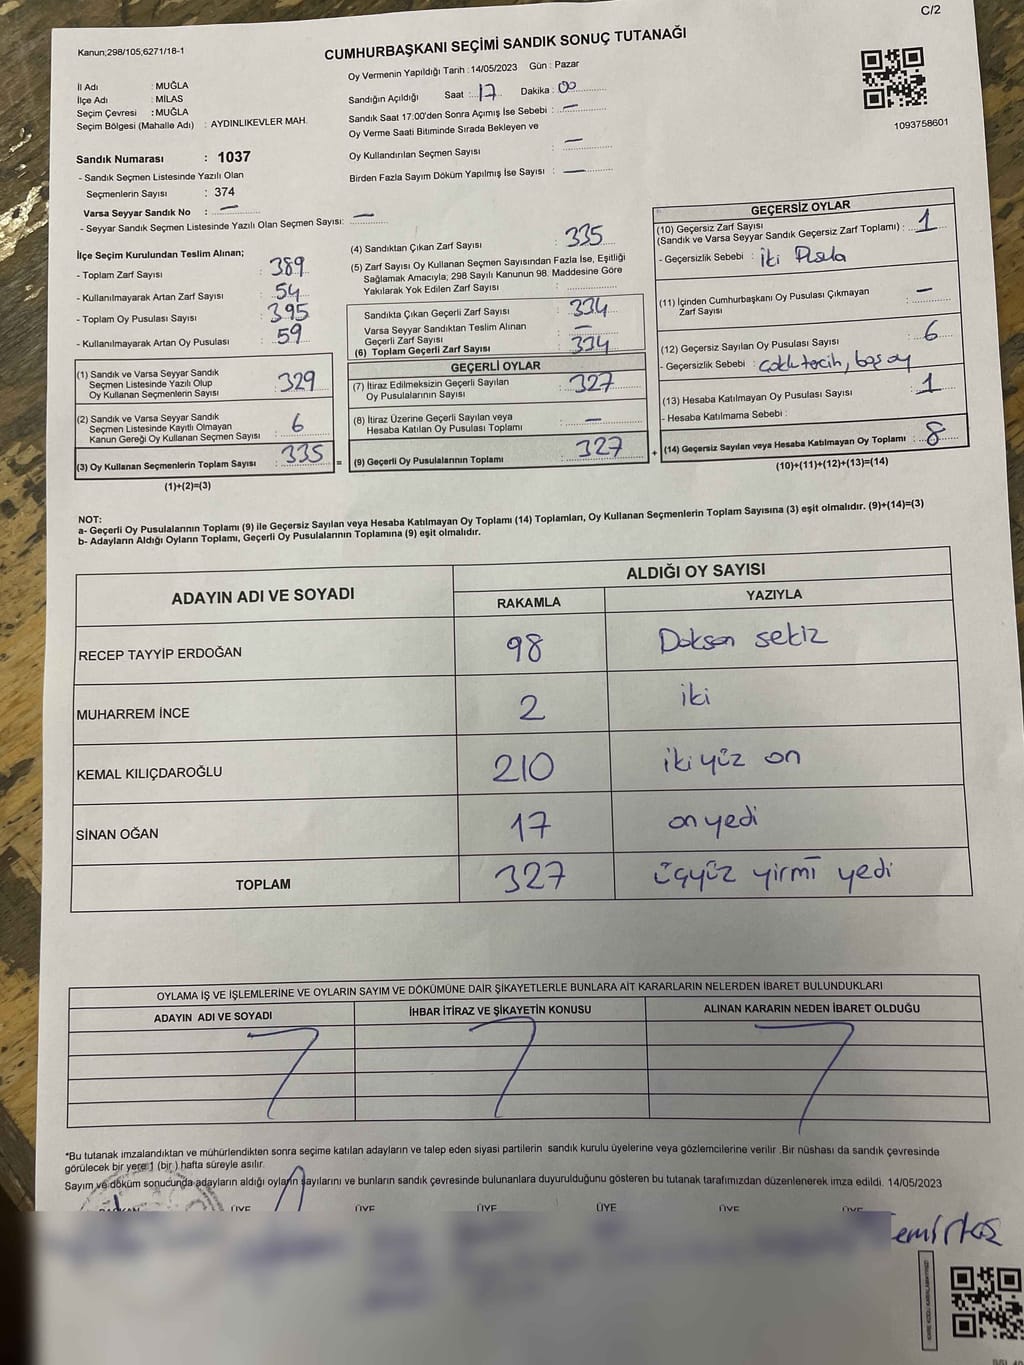 C/2
Kanun;298/105,6271/18-1
CUMHURBAŞKANI SEÇİMİ SANDIK SONUÇ TUTANAĞI
Oy Vermenin Yapıldığı Tarih : 14/05/2023 Gün : Pazar
İl Adı : MUĞLA
İlçe Adı : MİLAS
Seçim Çevresi : MUĞLA
Seçim Bölgesi (Mahalle Adı) : AYDINLIKEVLER MAH.
Sandığın Açıldığı Saat : 17 Dakika : 00
Sandık Saat 17:00'den Sonra Açımış İse Sebebi : —
Oy Verme Saati Bitiminde Sırada Bekleyen ve
Oy Kullandırılan Seçmen Sayısı : —
Birden Fazla Sayım Döküm Yapılmış İse Sayısı : —
1093758601
Sandık Numarası : 1037
- Sandık Seçmen Listesinde Yazılı Olan
Seçmenlerin Sayısı : 374
Varsa Seyyar Sandık No : —
- Seyyar Sandık Seçmen Listesinde Yazılı Olan Seçmen Sayısı: —
İlçe Seçim Kurulundan Teslim Alınan;
- Toplam Zarf Sayısı : 389
- Kullanılmayarak Artan Zarf Sayısı : 54
- Toplam Oy Pusulası Sayısı : 395
- Kullanılmayarak Artan Oy Pusulası : 59
(1) Sandık ve Varsa Seyyar Sandık
Seçmen Listesinde Yazılı Olup
Oy Kullanan Seçmenlerin Sayısı : 329
(2) Sandık ve Varsa Seyyar Sandık
Seçmen Listesinde Kayıtlı Olmayan
Kanun Gereği Oy Kullanan Seçmen Sayısı : 6
(3) Oy Kullanan Seçmenlerin Toplam Sayısı : 335 =
(1)+(2)=(3)
(4) Sandıktan Çıkan Zarf Sayısı : 335
(5) Zarf Sayısı Oy Kullanan Seçmen Sayısından Fazla İse, Eşitliği
Sağlamak Amacıyla; 298 Sayılı Kanunun 98. Maddesine Göre
Yakılarak Yok Edilen Zarf Sayısı :
Sandıkta Çıkan Geçerli Zarf Sayısı : 334
Varsa Seyyar Sandıktan Teslim Alınan
Geçerli Zarf Sayısı : —
(6) Toplam Geçerli Zarf Sayısı : 334
GEÇERLİ OYLAR
(7) İtiraz Edilmeksizin Geçerli Sayılan
Oy Pusulalarının Sayısı : 327
(8) İtiraz Üzerine Geçerli Sayılan veya
Hesaba Katılan Oy Pusulası Toplamı : —
(9) Geçerli Oy Pusulalarının Toplamı : 327 +
GEÇERSİZ OYLAR
(10) Geçersiz Zarf Sayısı
(Sandık ve Varsa Seyyar Sandık Geçersiz Zarf Toplamı) : 1
- Geçersizlik Sebebi : iki Pusula
(11) İçinden Cumhurbaşkanı Oy Pusulası Çıkmayan
Zarf Sayısı : —
(12) Geçersiz Sayılan Oy Pusulası Sayısı : 6
- Geçersizlik Sebebi : çoklu tercih, boş oy
(13) Hesaba Katılmayan Oy Pusulası Sayısı : 1
- Hesaba Katılmama Sebebi :
(14) Geçersiz Sayılan veya Hesaba Katılmayan Oy Toplamı : 8
(10)+(11)+(12)+(13)=(14)
NOT:
a- Geçerli Oy Pusulalarının Toplamı (9) ile Geçersiz Sayılan veya Hesaba Katılmayan Oy Toplamı (14) Toplamları, Oy Kullanan Seçmenlerin Toplam Sayısına (3) eşit olmalıdır. (9)+(14)=(3)
b- Adayların Aldığı Oyların Toplamı, Geçerli Oy Pusulalarının Toplamına (9) eşit olmalıdır.
ADAYIN ADI VE SOYADI
ALDIĞI OY SAYISI
RAKAMLA YAZIYLA
RECEP TAYYİP ERDOĞAN 98 Doksan sekiz
MUHARREM İNCE 2 iki
KEMAL KILIÇDAROĞLU 210 iki yüz on
SİNAN OĞAN 17 on yedi
TOPLAM 327 üçyüz yirmi yedi
OYLAMA İŞ VE İŞLEMLERİNE VE OYLARIN SAYIM VE DÖKÜMÜNE DAİR ŞİKAYETLERLE BUNLARA AİT KARARLARIN NELERDEN İBARET BULUNDUKLARI
ADAYIN ADI VE SOYADI İHBAR İTİRAZ VE ŞİKAYETİN KONUSU ALINAN KARARIN NEDEN İBARET OLDUĞU
*Bu tutanak imzalandıktan ve mühürlendikten sonra seçime katılan adayların ve talep eden siyasi partilerin sandık kurulu üyelerine veya gözlemcilerine verilir .Bir nüshası da sandık çevresinde
görülecek bir yere 1 (bir ) hafta süreyle asılır.
Sayım ve döküm sonucunda adayların aldığı oyların sayılarını ve bunların sandık çevresinde bulunanlara duyurulduğunu gösteren bu tutanak tarafımızdan düzenlenerek imza edildi. 14/05/2023
BAŞKAN ÜYE ÜYE ÜYE ÜYE ÜYE ÜYE